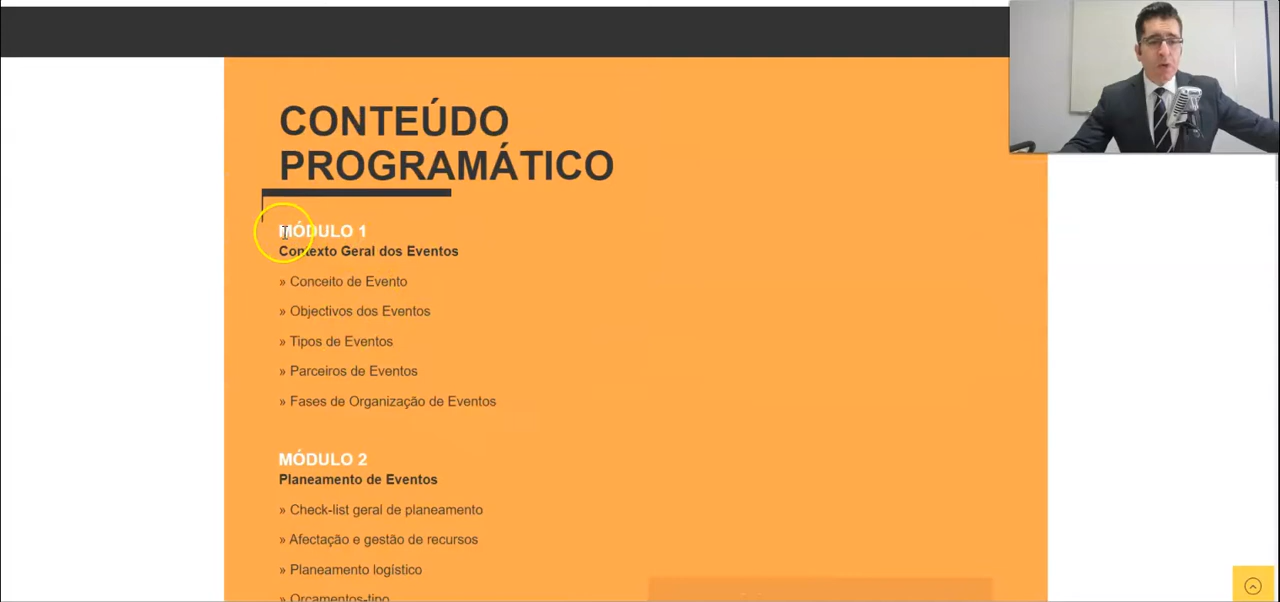 CONTEÚDO
PROGRAMÁTICO
MÓDULO 1
Contexto Geral dos Eventos
» Conceito de Evento
» Objectivos dos Eventos
» Tipos de Eventos
» Parceiros de Eventos
» Fases de Organização de Eventos
MÓDULO 2
Planeamento de Eventos
» Check-list geral de planeamento
» Afectação e gestão de recursos
» Planeamento logístico
» Orçamentos-tipo